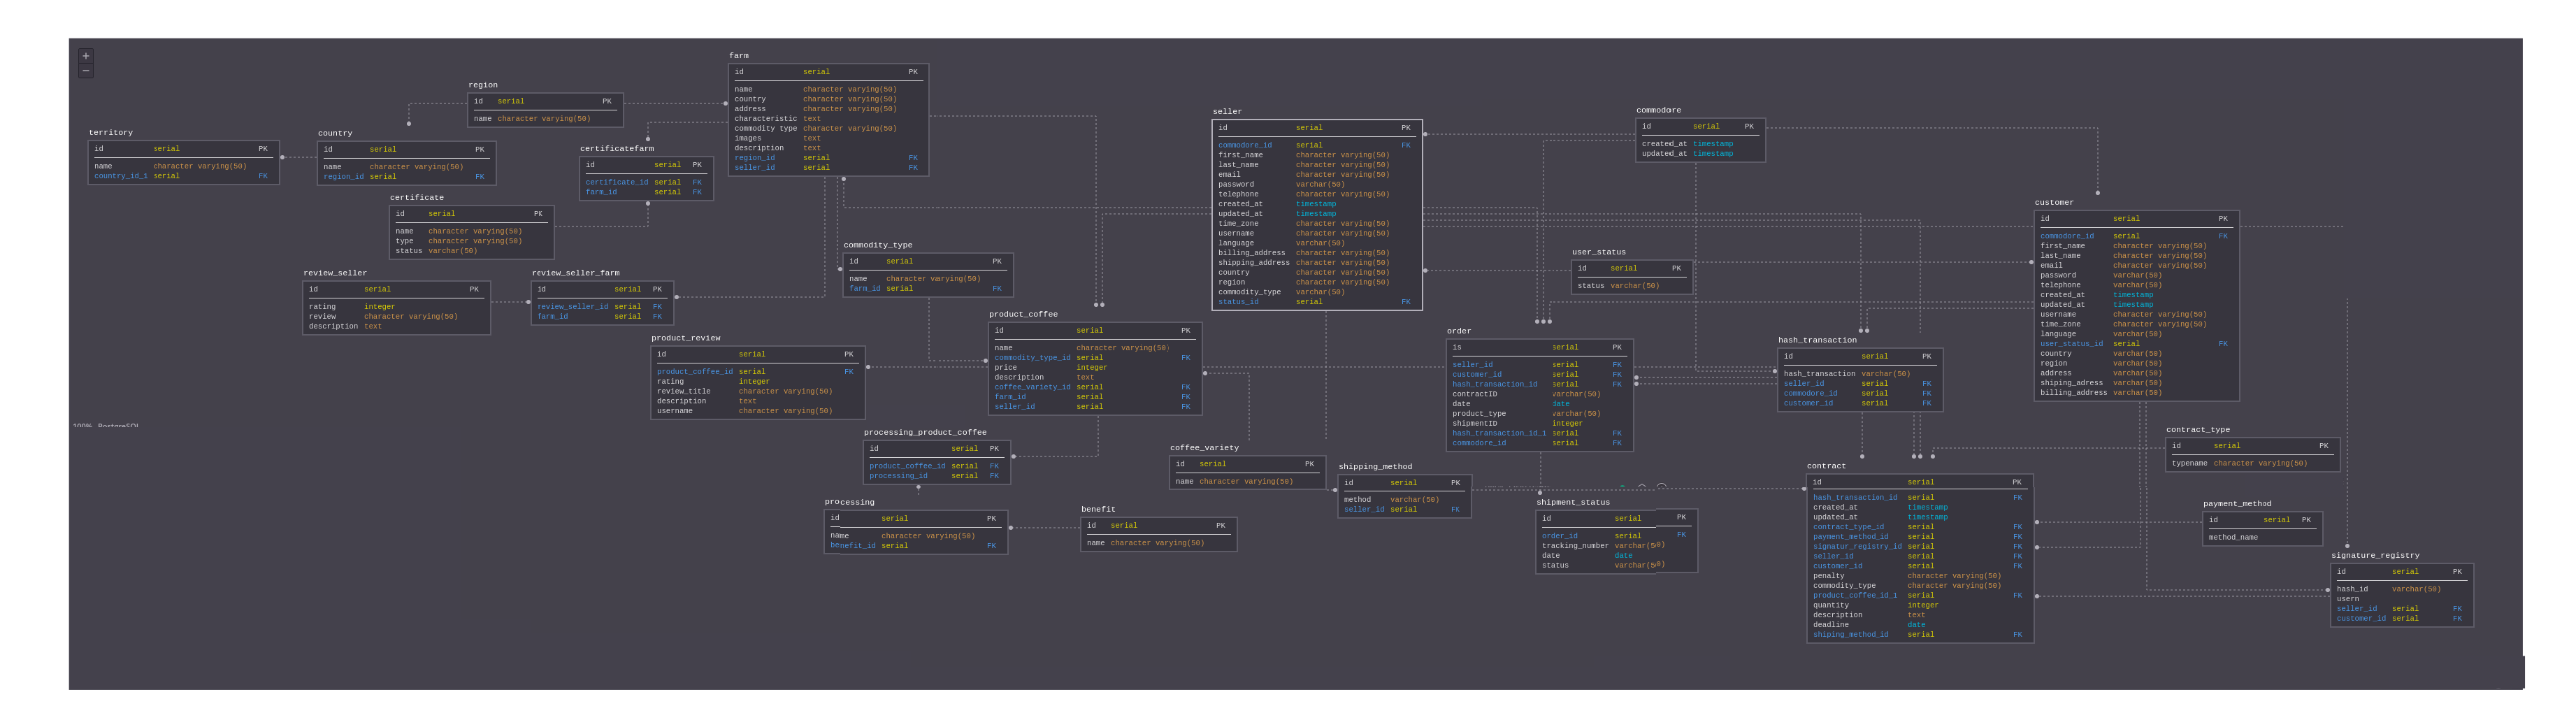 +
−
territory
id serial PK
name character varying(50)
country_id_1 serial FK
country
id serial PK
name character varying(50)
region_id serial FK
region
id serial PK
name character varying(50)
certificate
id serial PK
name character varying(50)
type character varying(50)
status varchar(50)
certificatefarm
id serial PK
certificate_id serial FK
farm_id serial FK
farm
id serial PK
name character varying(50)
country character varying(50)
address character varying(50)
characteristic text
commodity type character varying(50)
images text
description text
region_id serial FK
seller_id serial FK
review_seller
id serial PK
rating integer
review character varying(50)
description text
review_seller_farm
id serial PK
review_seller_id serial FK
farm_id serial FK
commodity_type
id serial PK
name character varying(50)
farm_id serial FK
product_review
id serial PK
product_coffee_id serial FK
rating integer
review_title character varying(50)
description text
username character varying(50)
product_coffee
id serial PK
name character varying(50)
commodity_type_id serial FK
price integer
description text
coffee_variety_id serial FK
farm_id serial FK
seller_id serial FK
processing_product_coffee
id serial PK
product_coffee_id serial FK
processing_id serial FK
processing
id serial PK
name character varying(50)
benefit_id serial FK
benefit
id serial PK
name character varying(50)
coffee_variety
id serial PK
name character varying(50)
seller
id serial PK
commodore_id serial FK
first_name character varying(50)
last_name character varying(50)
email character varying(50)
password varchar(50)
telephone character varying(50)
created_at timestamp
updated_at timestamp
time_zone character varying(50)
username character varying(50)
language varchar(50)
billing_address character varying(50)
shipping_address character varying(50)
country character varying(50)
region character varying(50)
commodity_type varchar(50)
status_id serial FK
shipping_method
id serial PK
method varchar(50)
seller_id serial FK
commodore
id serial PK
created_at timestamp
updated_at timestamp
user_status
id serial PK
status varchar(50)
order
is serial PK
seller_id serial FK
customer_id serial FK
hash_transaction_id serial FK
contractID varchar(50)
date date
product_type varchar(50)
shipmentID integer
hash_transaction_id_1 serial FK
commodore_id serial FK
shipment_status
id serial PK
order_id serial FK
tracking_number varchar(50)
date date
status varchar(50)
hash_transaction
id serial PK
hash_transaction varchar(50)
seller_id serial FK
commodore_id serial FK
customer_id serial FK
customer
id serial PK
commodore_id serial FK
first_name character varying(50)
last_name character varying(50)
email character varying(50)
password varchar(50)
telephone varchar(50)
created_at timestamp
updated_at timestamp
username character varying(50)
time_zone character varying(50)
language varchar(50)
user_status_id serial FK
country varchar(50)
region varchar(50)
address varchar(50)
shiping_adress varchar(50)
billing_address varchar(50)
contract
id serial PK
hash_transaction_id serial FK
created_at timestamp
updated_at timestamp
contract_type_id serial FK
payment_method_id serial FK
signatur_registry_id serial FK
seller_id serial FK
customer_id serial FK
penalty character varying(50)
commodity_type character varying(50)
product_coffee_id_1 serial FK
quantity integer
description text
deadline date
shiping_method_id serial FK
contract_type
id serial PK
typename character varying(50)
payment_method
id serial PK
method_name
signature_registry
id serial PK
hash_id varchar(50)
usern
seller_id serial FK
customer_id serial FK